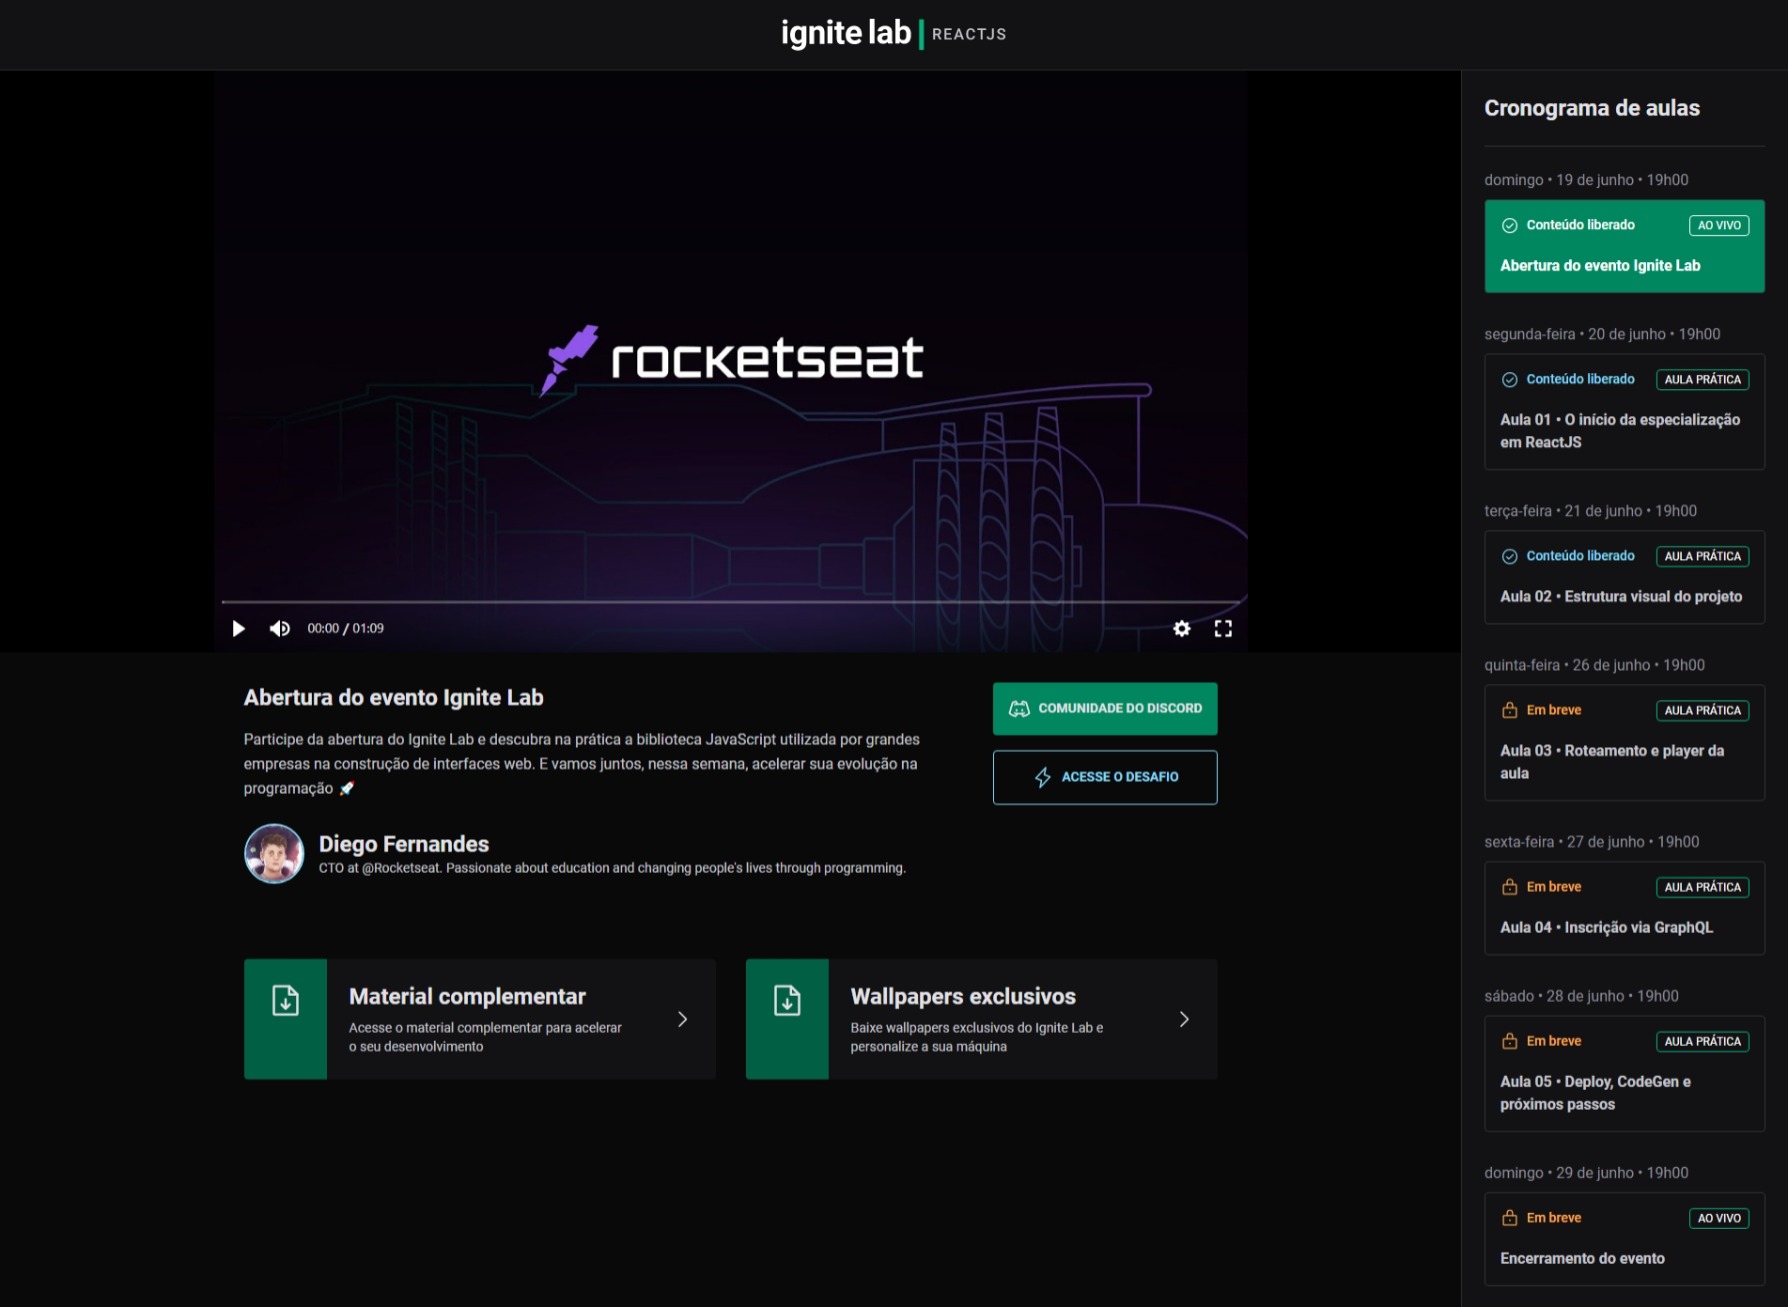 ignite lab | REACTJS
rocketseat
00:00 / 01:09
Abertura do evento Ignite Lab
Participe da abertura do Ignite Lab e descubra na prática a biblioteca JavaScript utilizada por grandes
empresas na construção de interfaces web. E vamos juntos, nessa semana, acelerar sua evolução na
programação 🚀
COMUNIDADE DO DISCORD
ACESSE O DESAFIO
Diego Fernandes
CTO at @Rocketseat. Passionate about education and changing people's lives through programming.
Material complementar
Acesse o material complementar para acelerar
o seu desenvolvimento
Wallpapers exclusivos
Baixe wallpapers exclusivos do Ignite Lab e
personalize a sua máquina
Cronograma de aulas
domingo • 19 de junho • 19h00
Conteúdo liberado AO VIVO
Abertura do evento Ignite Lab
segunda-feira • 20 de junho • 19h00
Conteúdo liberado AULA PRÁTICA
Aula 01 • O início da especialização
em ReactJS
terça-feira • 21 de junho • 19h00
Conteúdo liberado AULA PRÁTICA
Aula 02 • Estrutura visual do projeto
quinta-feira • 26 de junho • 19h00
Em breve AULA PRÁTICA
Aula 03 • Roteamento e player da
aula
sexta-feira • 27 de junho • 19h00
Em breve AULA PRÁTICA
Aula 04 • Inscrição via GraphQL
sábado • 28 de junho • 19h00
Em breve AULA PRÁTICA
Aula 05 • Deploy, CodeGen e
próximos passos
domingo • 29 de junho • 19h00
Em breve AO VIVO
Encerramento do evento